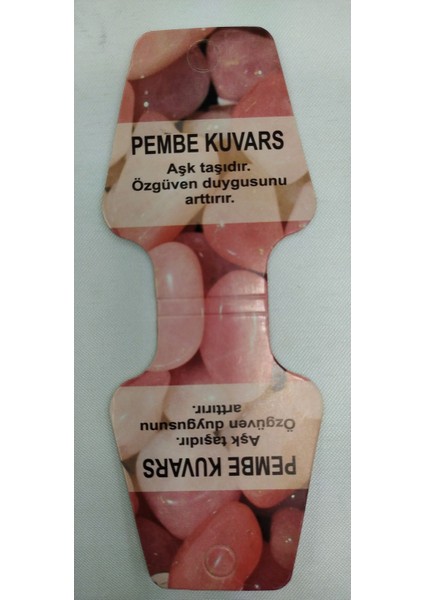 PEMBE KUVARS
Aşk taşıdır.
Özgüven duygusunu
arttırır.
PEMBE KUVARS
Aşk taşıdır.
Özgüven duygusunu
arttırır.